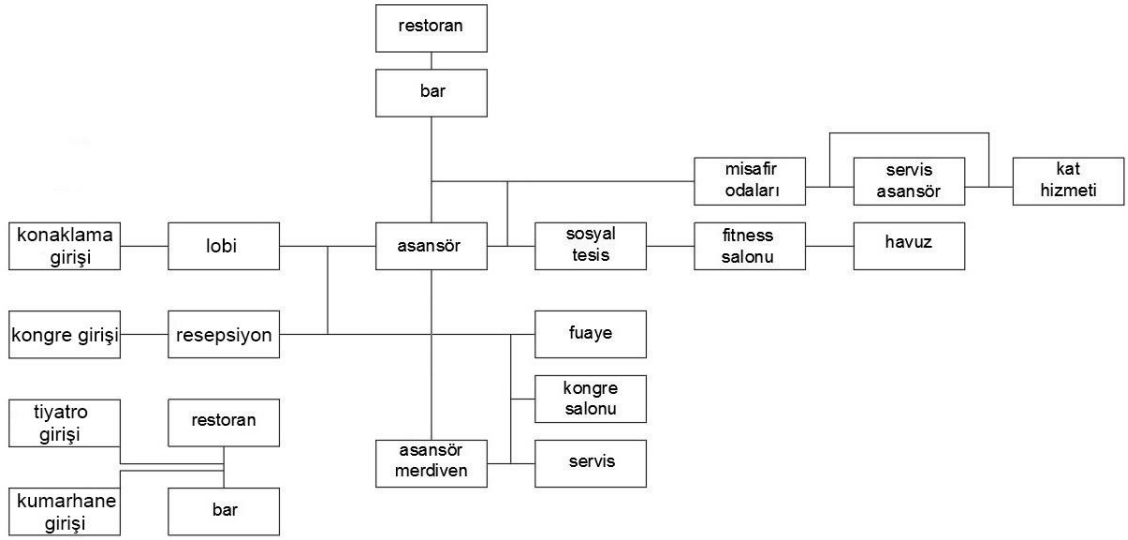 restoran
bar
misafir
odaları
servis
asansör
kat
hizmeti
konaklama
girişi
lobi
asansör
sosyal
tesis
fitness
salonu
havuz
kongre girişi
resepsiyon
fuaye
kongre
salonu
tiyatro
girişi
restoran
asansör
merdiven
servis
kumarhane
girişi
bar